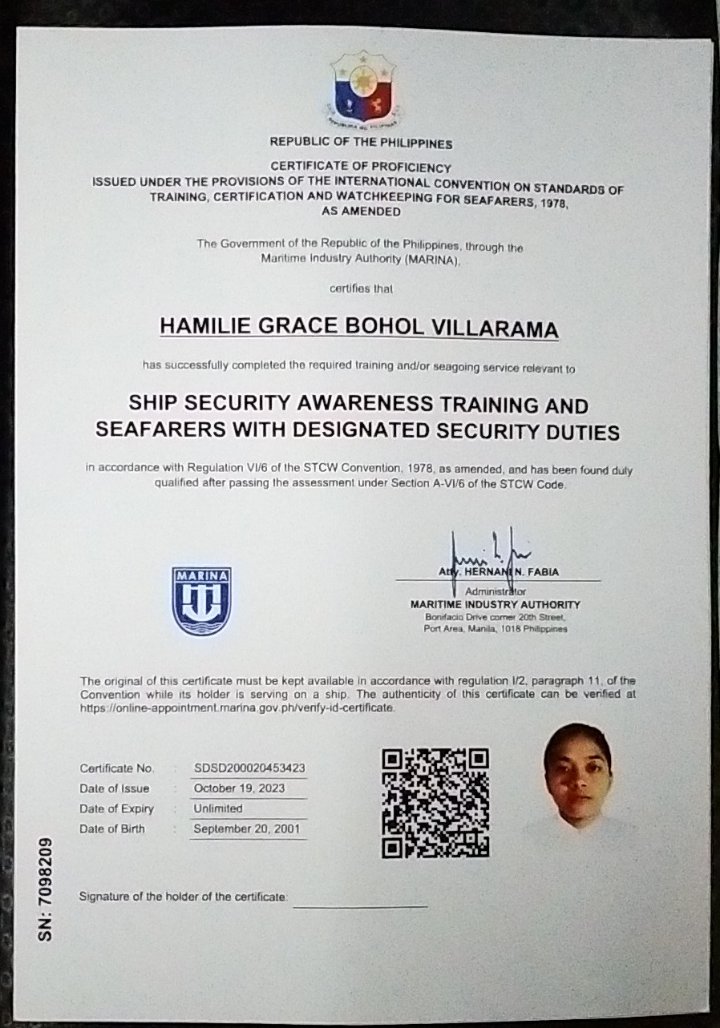 REPUBLIC OF THE PHILIPPINES
CERTIFICATE OF PROFICIENCY
ISSUED UNDER THE PROVISIONS OF THE INTERNATIONAL CONVENTION ON STANDARDS OF
TRAINING, CERTIFICATION AND WATCHKEEPING FOR SEAFARERS, 1978,
AS AMENDED
The Government of the Republic of the Philippines, through the
Maritime Industry Authority (MARINA),
certifies that
HAMILIE GRACE BOHOL VILLARAMA
has successfully completed the required training and/or seagoing service relevant to
SHIP SECURITY AWARENESS TRAINING AND
SEAFARERS WITH DESIGNATED SECURITY DUTIES
in accordance with Regulation VI/6 of the STCW Convention, 1978, as amended, and has been found duly
qualified after passing the assessment under Section A-VI/6 of the STCW Code.
MARINA
Atty. HERNANI N. FABIA
Administrator
MARITIME INDUSTRY AUTHORITY
Bonifacio Drive corner 20th Street,
Port Area, Manila, 1018 Philippines
The original of this certificate must be kept available in accordance with regulation I/2, paragraph 11, of the
Convention while its holder is serving on a ship. The authenticity of this certificate can be verified at
https://online-appointment.marina.gov.ph/verify-id-certificate.
Certificate No. : SDSD200020453423
Date of Issue : October 19, 2023
Date of Expiry : Unlimited
Date of Birth : September 20, 2001
SN: 7098209
Signature of the holder of the certificate: